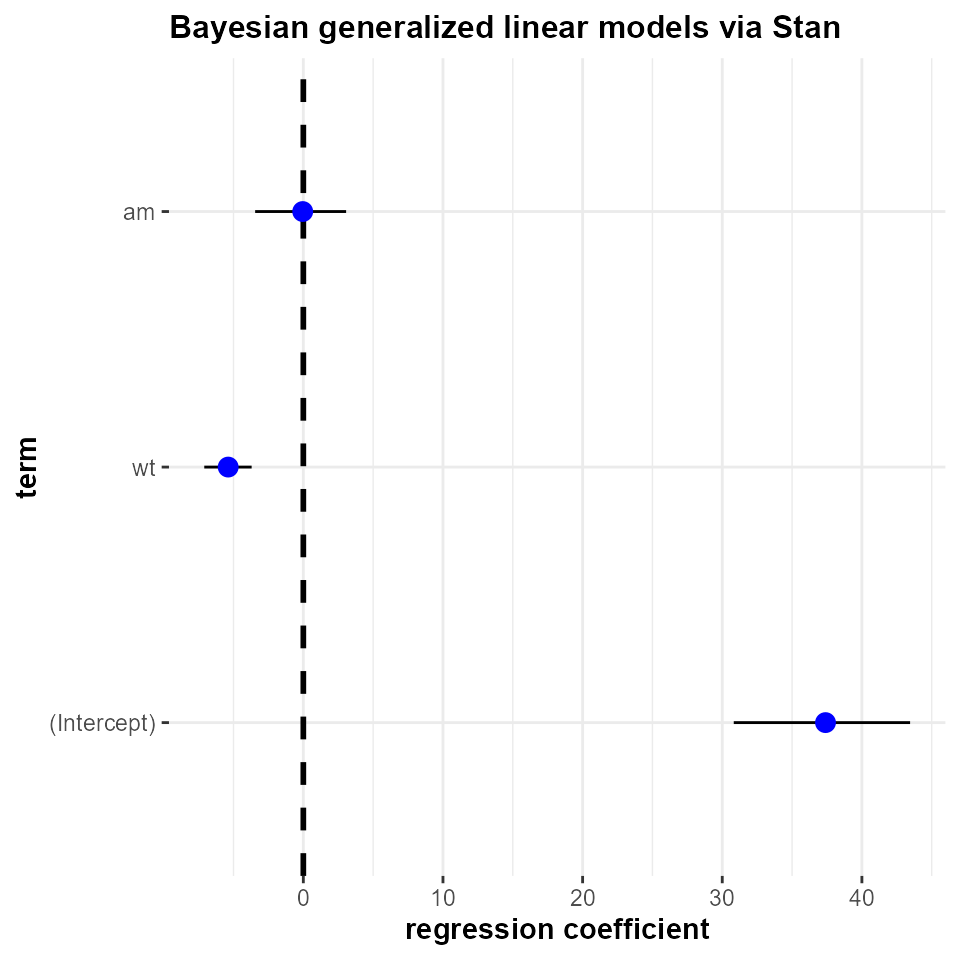 Bayesian generalized linear models via Stan
term
am
wt
(Intercept)
0 10 20 30 40
regression coefficient